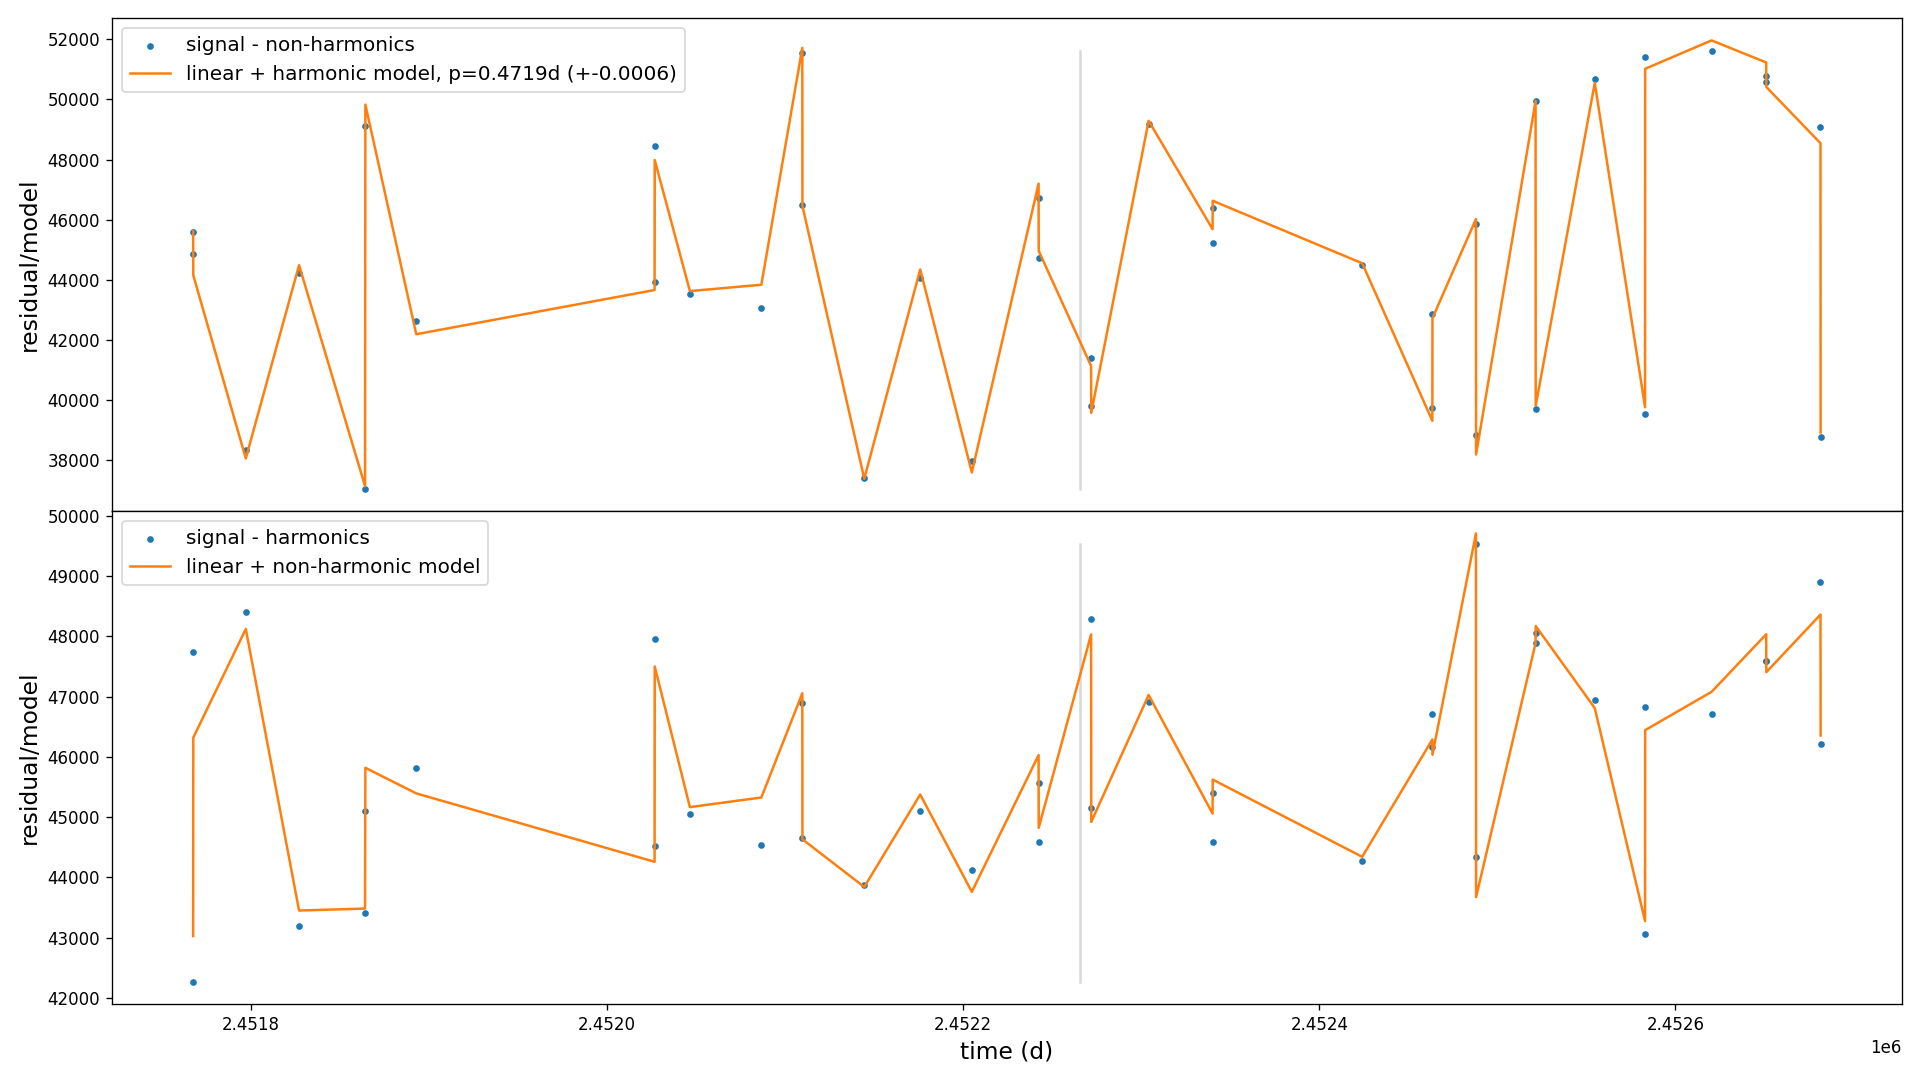 52000
50000
48000
46000
44000
42000
40000
38000
residual/model
signal - non-harmonics
linear + harmonic model, p=0.4719d (+-0.0006)
50000
49000
48000
47000
46000
45000
44000
43000
42000
residual/model
signal - harmonics
linear + non-harmonic model
2.4518
2.4520
2.4522
2.4524
2.4526
1e6
time (d)